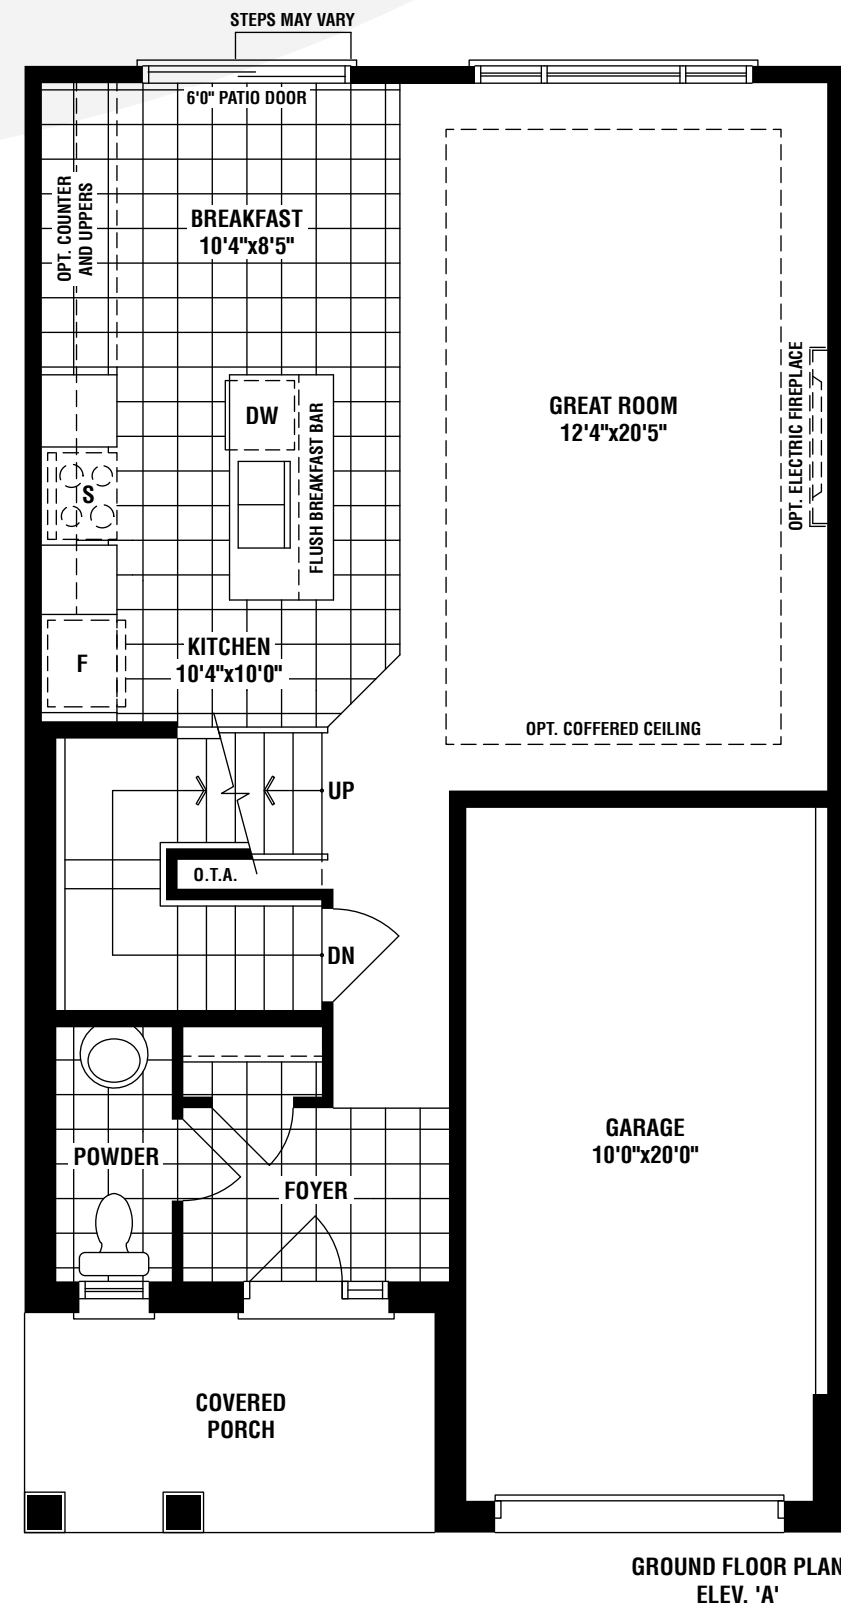 STEPS MAY VARY
6'0" PATIO DOOR
OPT. COUNTER
AND UPPERS
BREAKFAST
10'4"x8'5"
DW
FLUSH BREAKFAST BAR
S
GREAT ROOM
12'4"x20'5"
OPT. ELECTRIC FIREPLACE
F
KITCHEN
10'4"x10'0"
OPT. COFFERED CEILING
UP
O.T.A.
DN
POWDER
FOYER
GARAGE
10'0"x20'0"
COVERED
PORCH
GROUND FLOOR PLAN
ELEV. 'A'